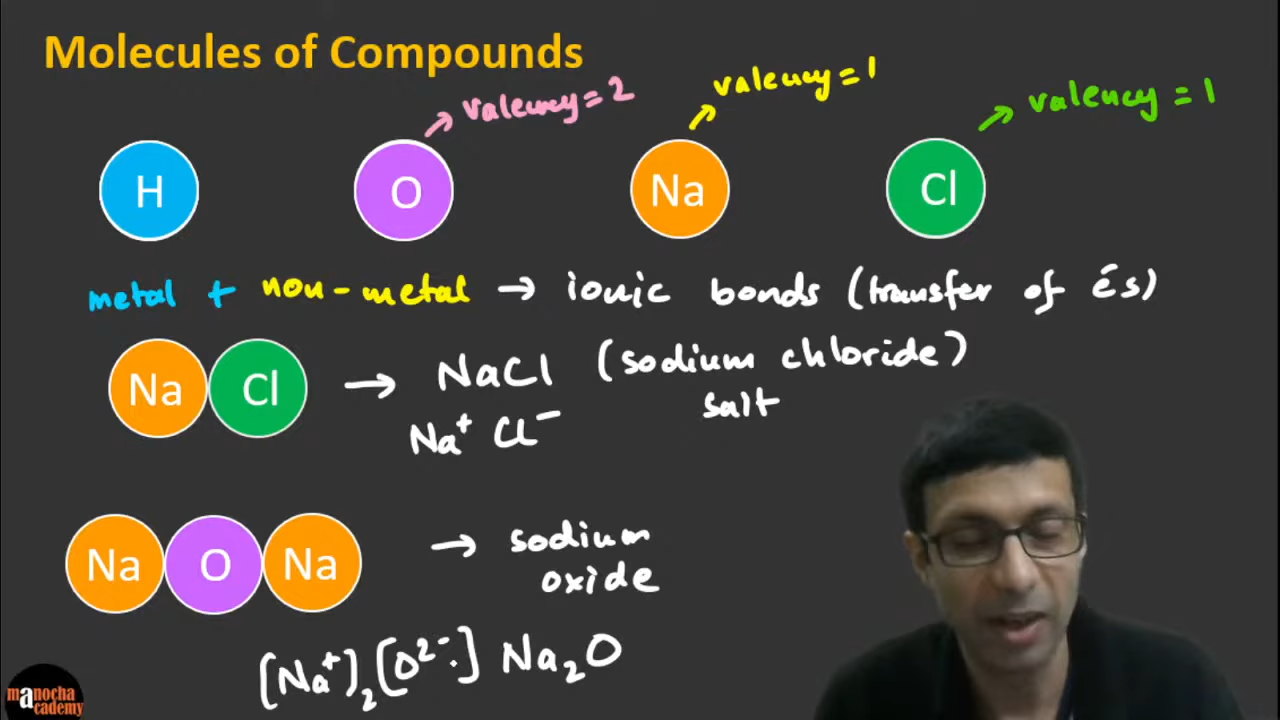 Molecules of Compounds
valency = 2
valency = 1
valency = 1
H
O
Na
Cl
metal + non-metal → ionic bonds (transfer of és)
Na Cl → NaCl (sodium chloride)
salt
Na⁺ Cl⁻
Na O Na → sodium
oxide
[Na⁺]₂[O²⁻] Na₂O
manocha
academy